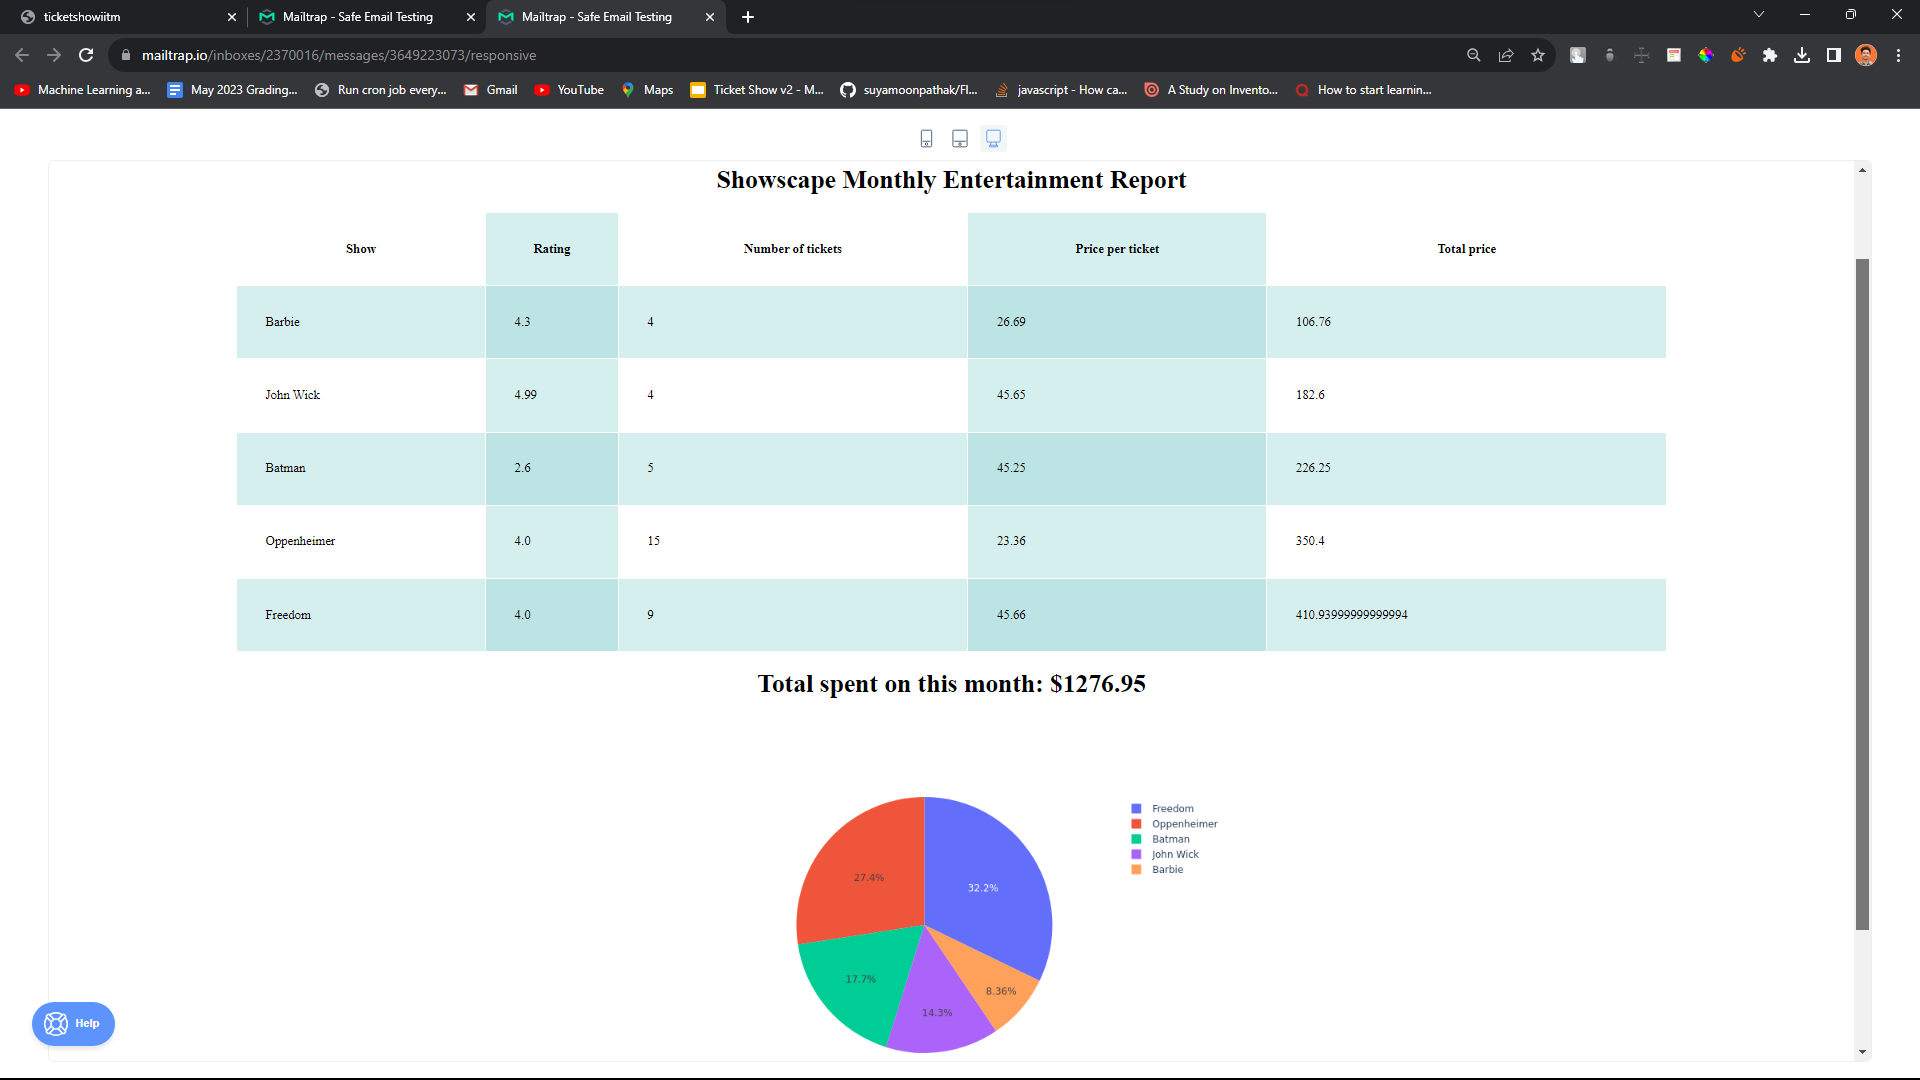 ticketshowiitm
Mailtrap - Safe Email Testing
Mailtrap - Safe Email Testing
mailtrap.io/inboxes/2370016/messages/3649223073/responsive
Machine Learning a... May 2023 Grading... Run cron job every... Gmail YouTube Maps Ticket Show v2 - M... suyamoonpathak/Fl... javascript - How ca... A Study on Invento... How to start learnin...
Showscape Monthly Entertainment Report
Show Rating Number of tickets Price per ticket Total price
Barbie 4.3 4 26.69 106.76
John Wick 4.99 4 45.65 182.6
Batman 2.6 5 45.25 226.25
Oppenheimer 4.0 15 23.36 350.4
Freedom 4.0 9 45.66 410.93999999999994
Total spent on this month: $1276.95
Freedom
Oppenheimer
Batman
John Wick
Barbie
27.4%
32.2%
17.7%
8.36%
14.3%
Help